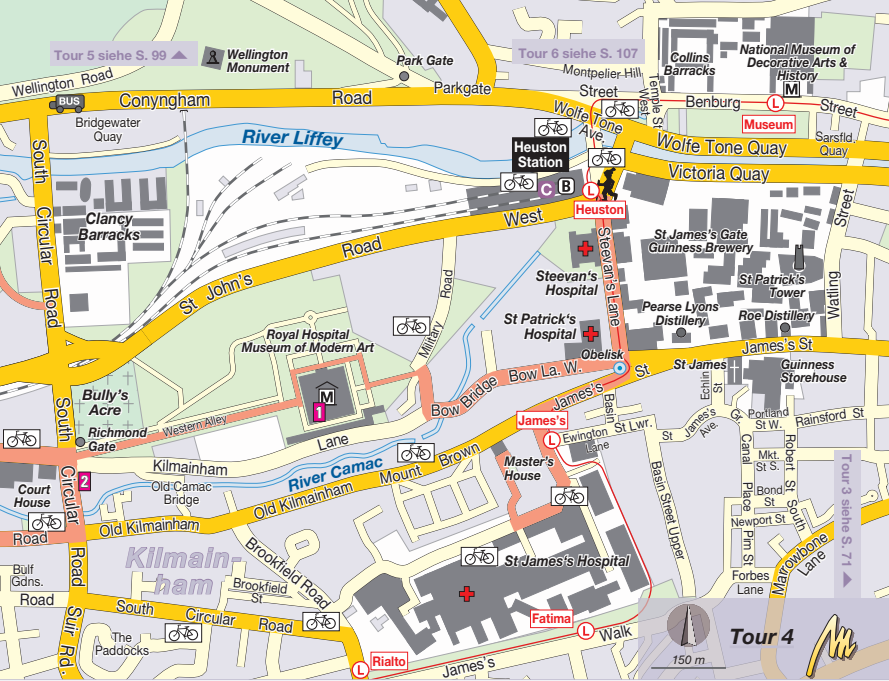 Tour 5 siehe S. 99
Wellington
Monument
Park Gate
Tour 6 siehe S. 107
Montpelier Hill
Collins
Barracks
National Museum of
Decorative Arts &
History
M
Wellington Road
Parkgate
Street
Temple St
West
BUS
Conyngham
Road
Wolfe Tone
Ave.
Benburg
L
Street
Museum
Bridgewater
Quay
River Liffey
Heuston
Station
Wolfe Tone Quay
Sarsfld.
Quay
Victoria Quay
South
Circular
Road
C
B
L
Heuston
West
Clancy
Barracks
Road
St. John's
St James's Gate
Guinness Brewery
Street
Watling
Steevan's Lane
Steevan's
Hospital
St Patrick's
Tower
Road
Military
St Patrick's
Hospital
Pearse Lyons
Distillery
Roe Distillery
Royal Hospital
Museum of Modern Art
Obelisk
James's St
M
1
Bow La. W.
Bow Bridge
James's
St
St James
Echlin
St
Guinness
Storehouse
Bully's
Acre
South
Circular
Road
Western Alley
Richmond
Gate
Lane
Basin
St Lwr.
James's
L
Ewington
Lane
St
James's
Ave.
Portland
St W.
Rainsford St
Kilmainham
River Camac
Mount
Brown
Master's
House
Canal
Place
Mkt.
St S.
Robert
St
South
2
Court
House
Old Camac
Bridge
Old Kilmainham
Old Kilmainham
Basin Street Upper
Bond
St
Newport St
Pim St
Tour 3 siehe S. 71
Marrowbone
Lane
Road
Kilmain-
ham
Brookfield Road
St James's Hospital
Bulf
Gdns.
Brookfield
St
Forbes
Lane
Road
South
Circular
Road
Fatima
L
Walk
Suir Rd.
The
Paddocks
L
Rialto
James's
Tour 4
150 m